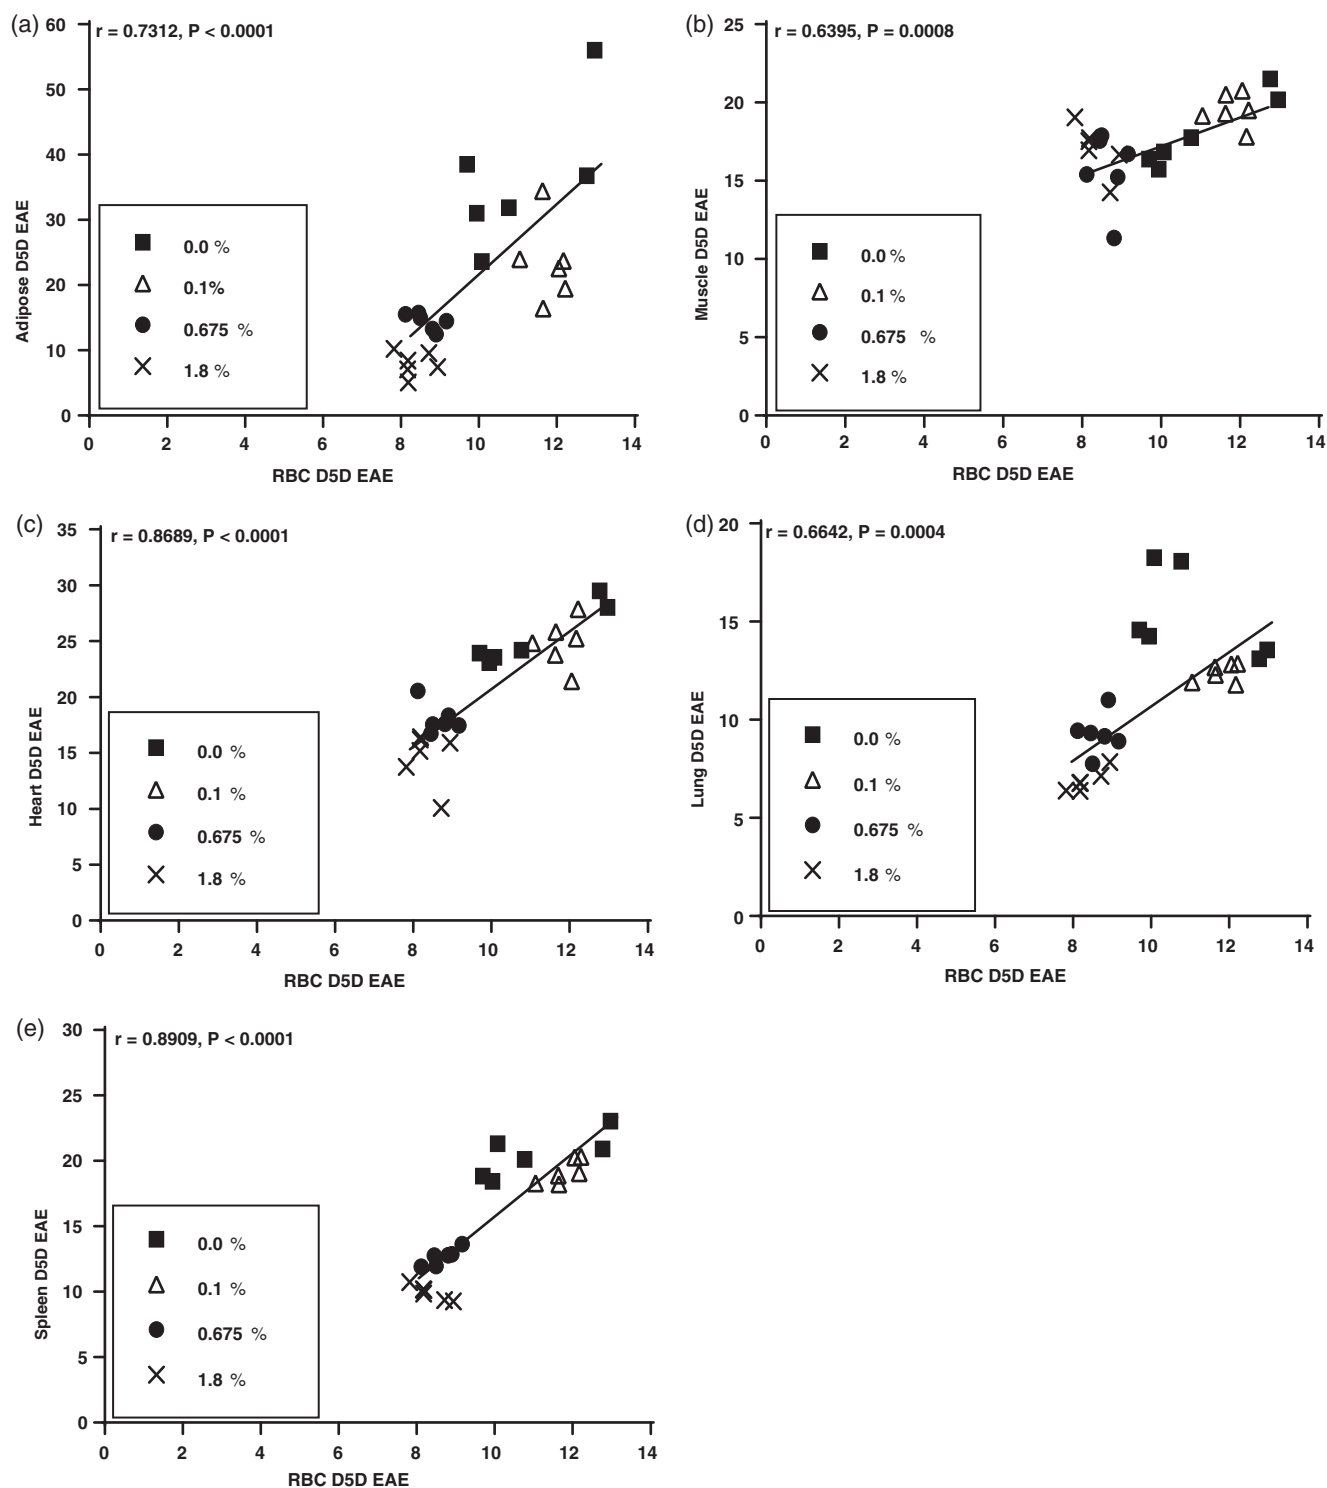 (a)
r = 0.7312, P < 0.0001
60
50
40
30
20
10
0
Adipose D5D EAE
0.0 %
0.1%
0.675 %
1.8 %
0 2 4 6 8 10 12 14
RBC D5D EAE
(b)
r = 0.6395, P = 0.0008
25
20
15
10
5
0
Muscle D5D EAE
0.0 %
0.1 %
0.675 %
1.8 %
0 2 4 6 8 10 12 14
RBC D5D EAE
(c)
r = 0.8689, P < 0.0001
35
30
25
20
15
10
5
0
Heart D5D EAE
0.0 %
0.1 %
0.675 %
1.8 %
0 2 4 6 8 10 12 14
RBC D5D EAE
(d)
r = 0.6642, P = 0.0004
20
15
10
5
0
Lung D5D EAE
0.0 %
0.1 %
0.675 %
1.8 %
0 2 4 6 8 10 12 14
RBC D5D EAE
(e)
r = 0.8909, P < 0.0001
30
25
20
15
10
5
0
Spleen D5D EAE
0.0 %
0.1 %
0.675 %
1.8 %
0 2 4 6 8 10 12 14
RBC D5D EAE